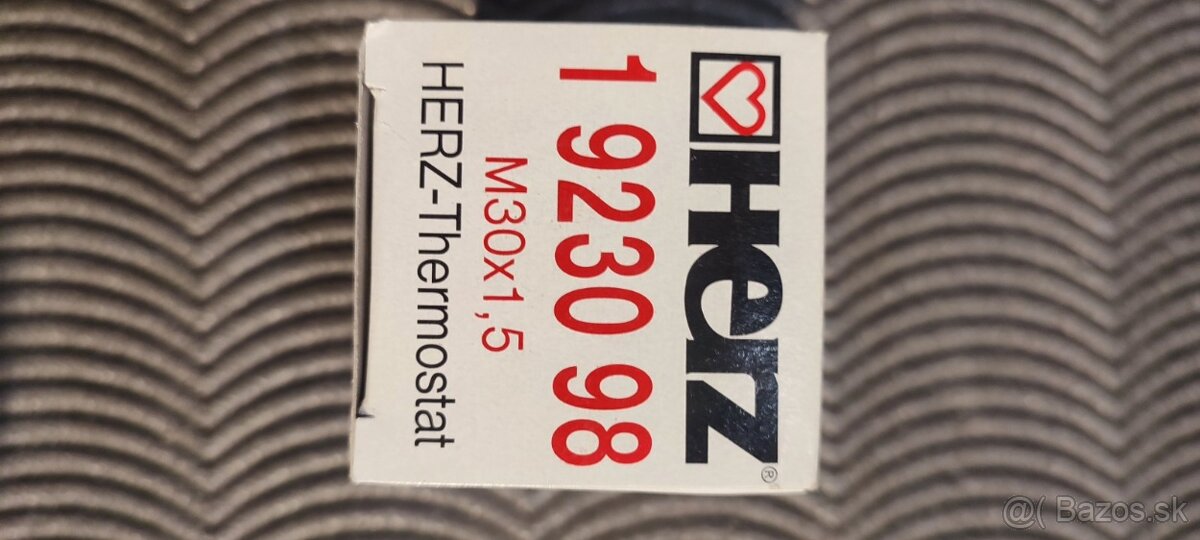 Herz®
1 9230 98
M30x1,5
HERZ-Thermostat
@( Bazos.sk